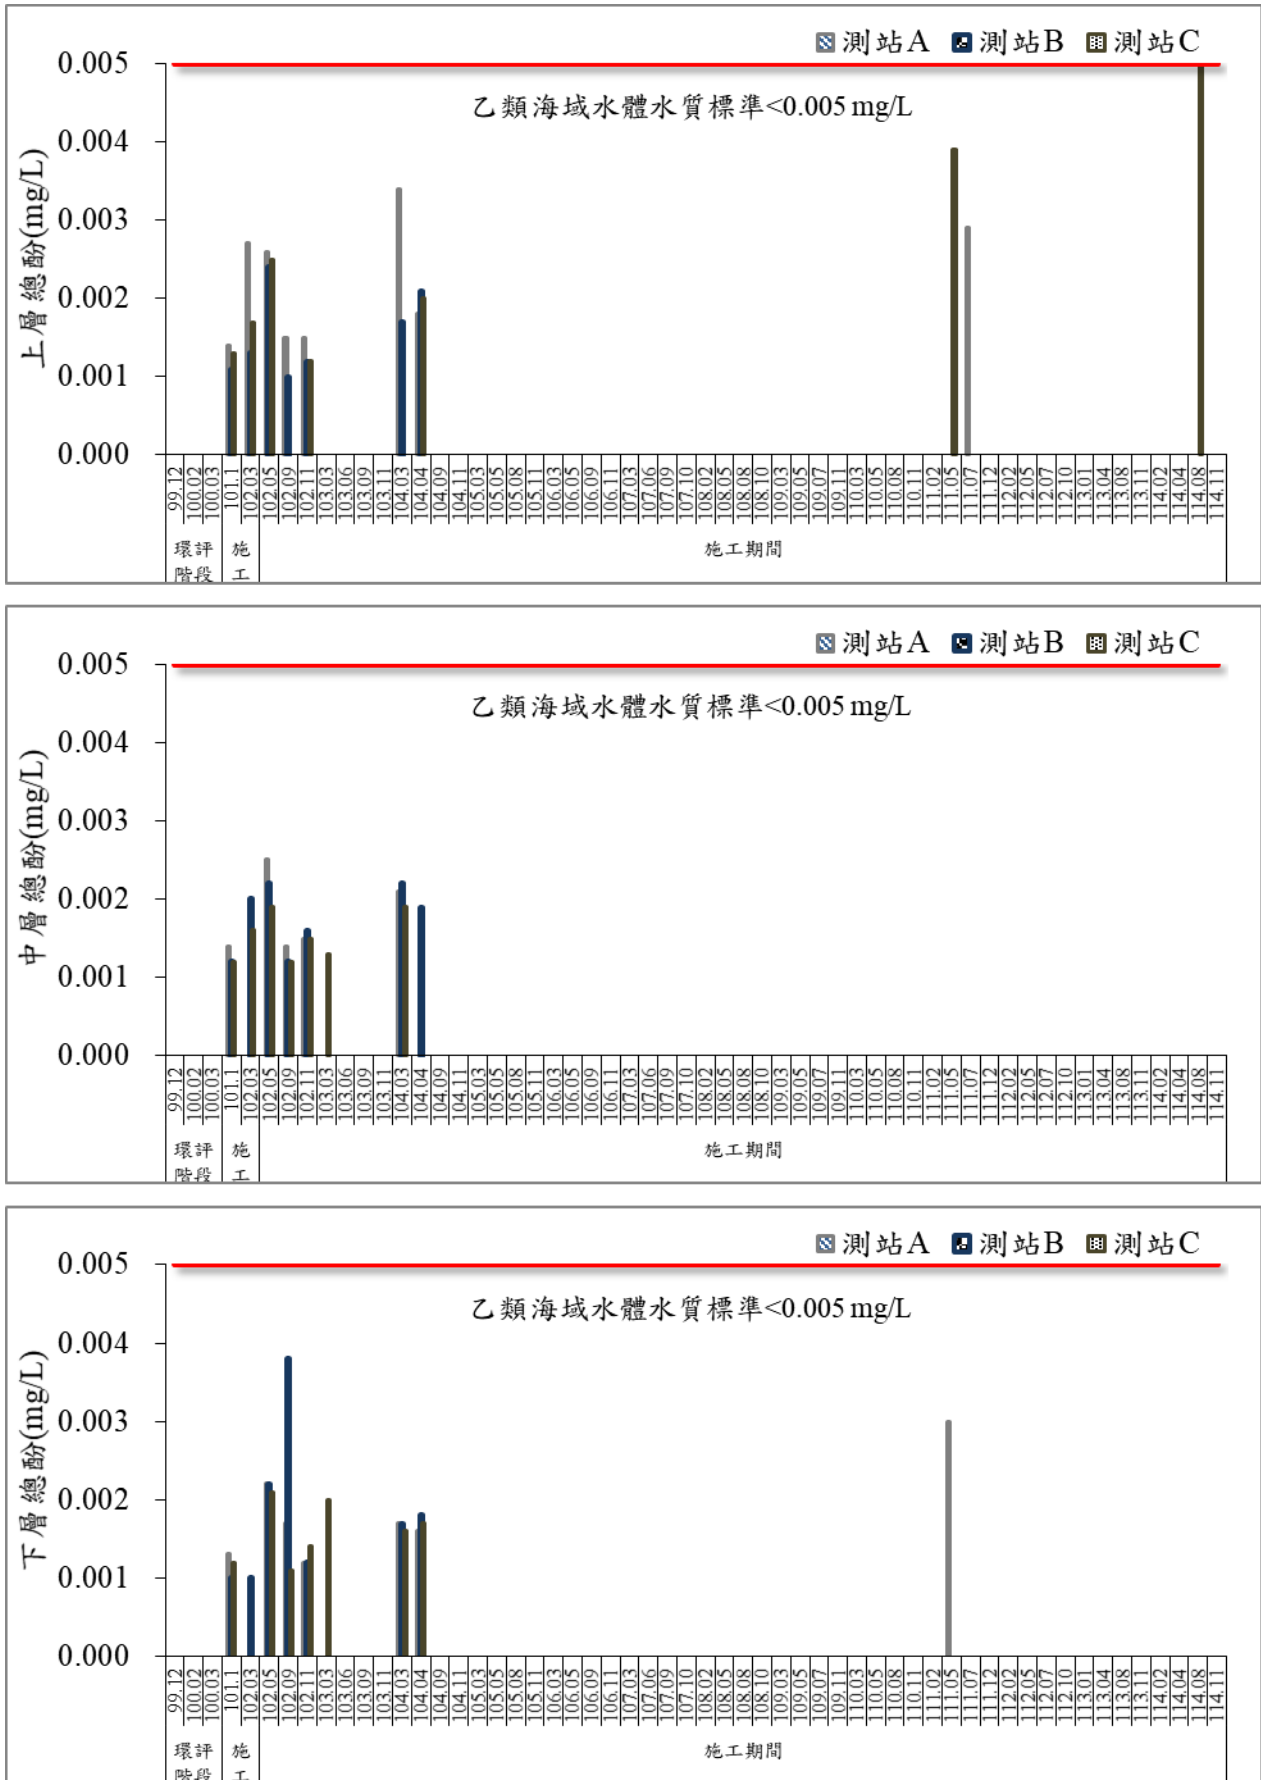 測站A 測站B 測站C
0.005
乙類海域水體水質標準<0.005 mg/L
0.004
0.003
0.002
0.001
0.000
上層總酚(mg/L)
99.12 100.02 100.03 101.1 102.03 102.05 102.09 102.11 103.03 103.06 103.09 103.11 104.03 104.04 104.09 104.11 105.03 105.05 105.08 105.11 106.03 106.05 106.09 106.11 107.03 107.06 107.09 107.10 108.02 108.05 108.08 108.10 109.03 109.05 109.07 109.11 110.03 110.05 110.08 110.11 111.02 111.05 111.07 111.12 112.02 112.05 112.07 112.10 113.01 113.04 113.08 113.11 114.02 114.04 114.08 114.11
環評 施 施工期間
階段 工
測站A 測站B 測站C
0.005
乙類海域水體水質標準<0.005 mg/L
0.004
0.003
0.002
0.001
0.000
中層總酚(mg/L)
99.12 100.02 100.03 101.1 102.03 102.05 102.09 102.11 103.03 103.06 103.09 103.11 104.03 104.04 104.09 104.11 105.03 105.05 105.08 105.11 106.03 106.05 106.09 106.11 107.03 107.06 107.09 107.10 108.02 108.05 108.08 108.10 109.03 109.05 109.07 109.11 110.03 110.05 110.08 110.11 111.02 111.05 111.07 111.12 112.02 112.05 112.07 112.10 113.01 113.04 113.08 113.11 114.02 114.04 114.08 114.11
環評 施 施工期間
階段 工
測站A 測站B 測站C
0.005
乙類海域水體水質標準<0.005 mg/L
0.004
0.003
0.002
0.001
0.000
下層總酚(mg/L)
99.12 100.02 100.03 101.1 102.03 102.05 102.09 102.11 103.03 103.06 103.09 103.11 104.03 104.04 104.09 104.11 105.03 105.05 105.08 105.11 106.03 106.05 106.09 106.11 107.03 107.06 107.09 107.10 108.02 108.05 108.08 108.10 109.03 109.05 109.07 109.11 110.03 110.05 110.08 110.11 111.02 111.05 111.07 111.12 112.02 112.05 112.07 112.10 113.01 113.04 113.08 113.11 114.02 114.04 114.08 114.11
環評 施 施工期間
階段 工